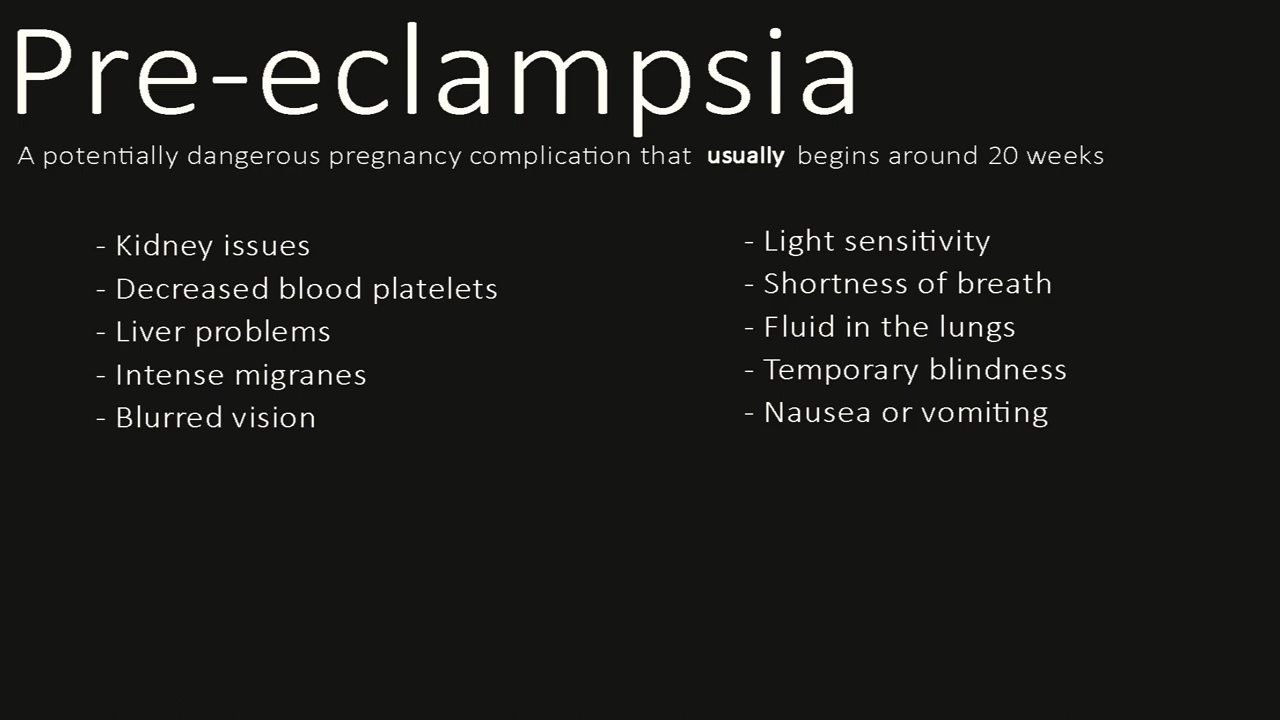 Pre-eclampsia
A potentially dangerous pregnancy complication that usually begins around 20 weeks
- Kidney issues
- Decreased blood platelets
- Liver problems
- Intense migranes
- Blurred vision
- Light sensitivity
- Shortness of breath
- Fluid in the lungs
- Temporary blindness
- Nausea or vomiting